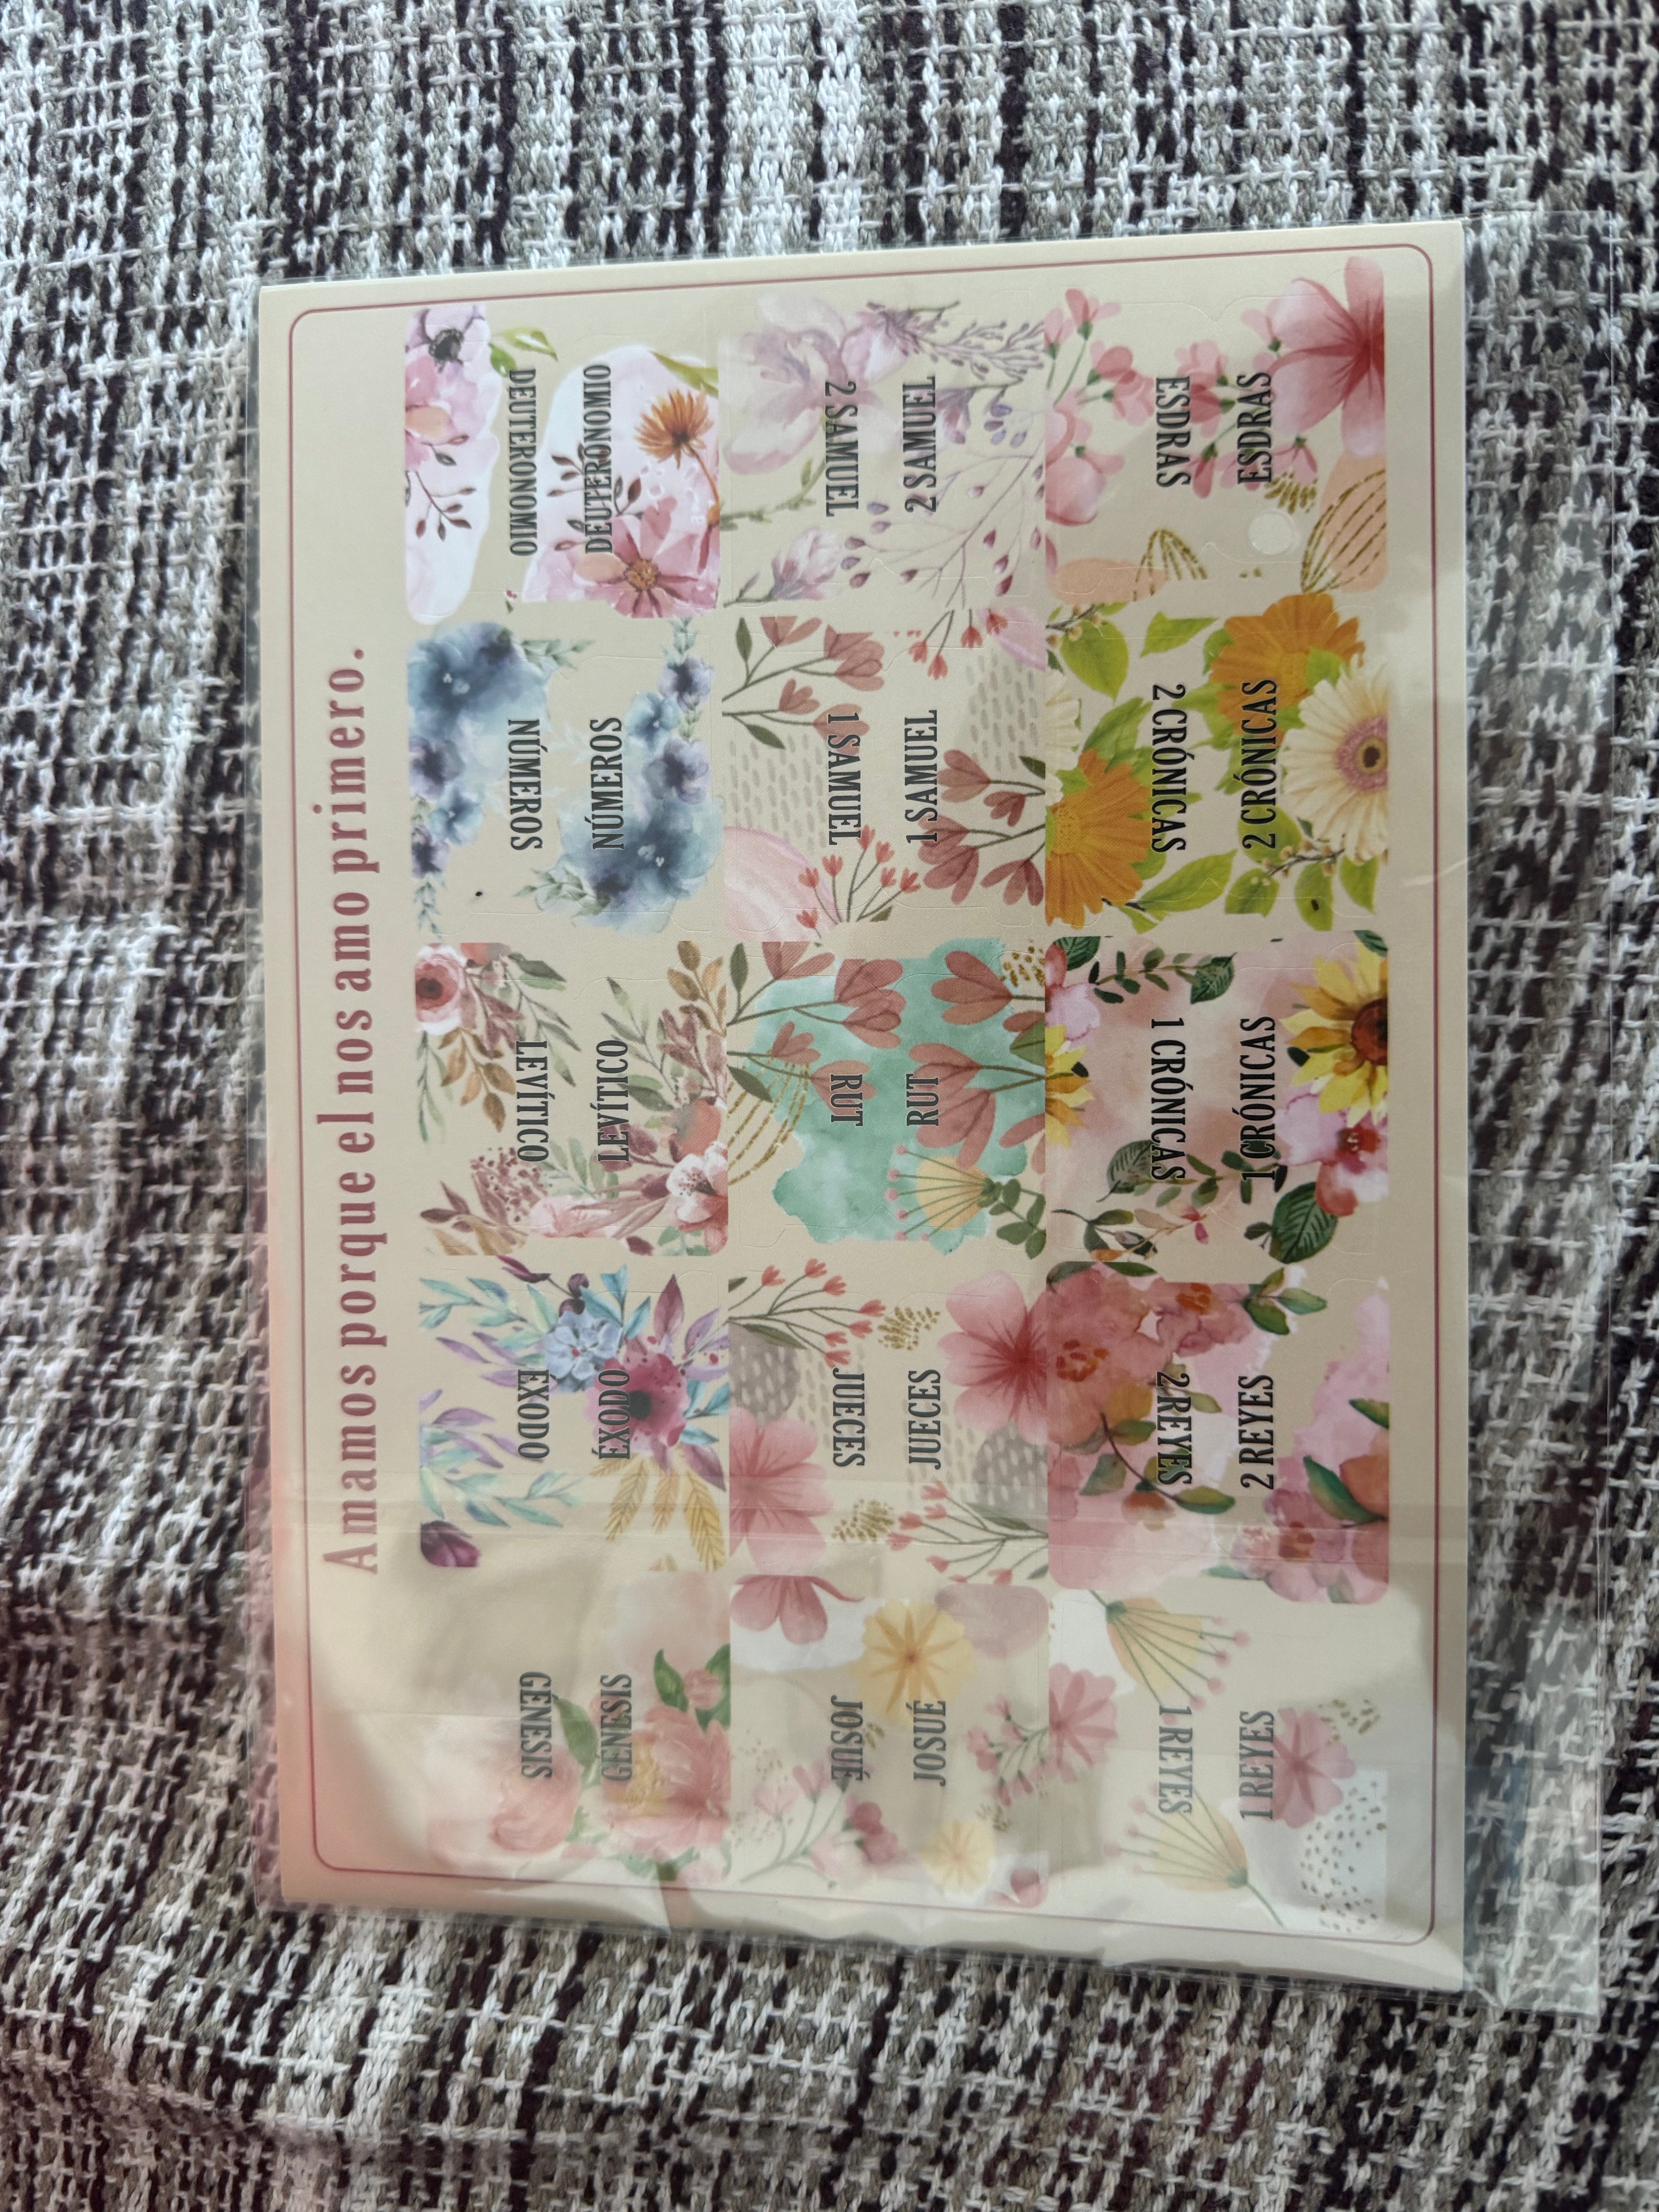 Amamos porque el nos amo primero.
GÉNESIS
GÉNESIS
ÉXODO
ÉXODO
LEVÍTICO
LEVÍTICO
NÚMEROS
NÚMEROS
DEUTERONOMIO
DEUTERONOMIO
JOSUÉ
JOSUÉ
JUECES
JUECES
RUT
RUT
1 SAMUEL
1 SAMUEL
2 SAMUEL
2 SAMUEL
1 REYES
1 REYES
2 REYES
2 REYES
1 CRÓNICAS
1 CRÓNICAS
2 CRÓNICAS
2 CRÓNICAS
ESDRAS
ESDRAS